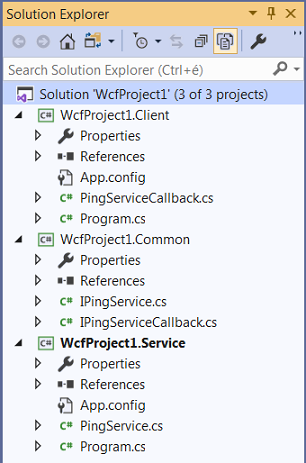 Solution Explorer
Search Solution Explorer (Ctrl+é)
Solution 'WcfProject1' (3 of 3 projects)
WcfProject1.Client
Properties
References
App.config
C# PingServiceCallback.cs
C# Program.cs
WcfProject1.Common
Properties
References
C# IPingService.cs
C# IPingServiceCallback.cs
WcfProject1.Service
Properties
References
App.config
C# PingService.cs
C# Program.cs